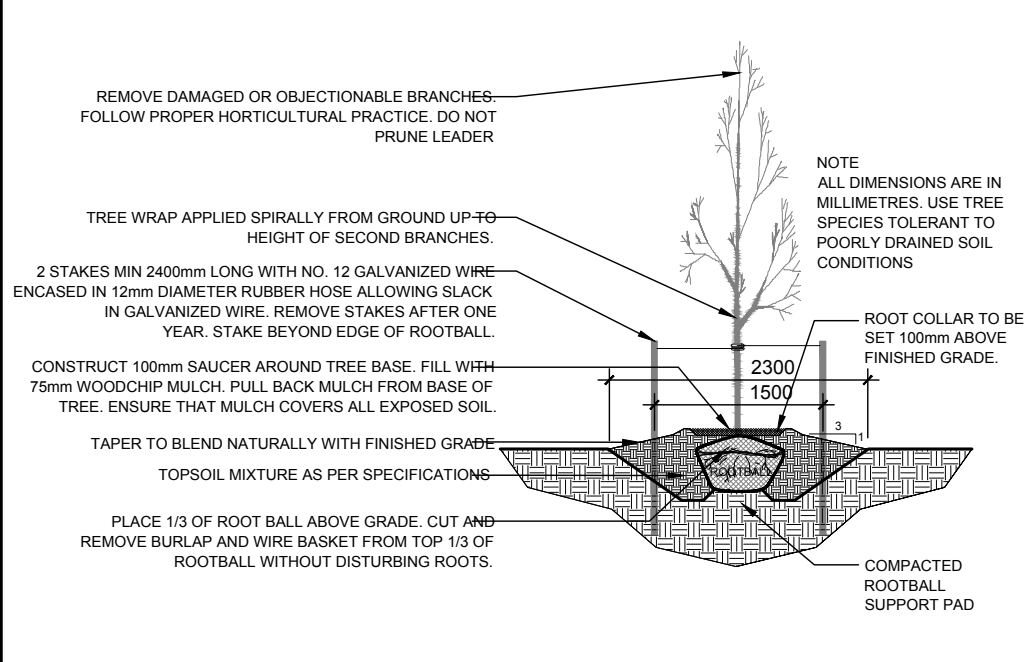 REMOVE DAMAGED OR OBJECTIONABLE BRANCHES.
FOLLOW PROPER HORTICULTURAL PRACTICE. DO NOT
PRUNE LEADER
TREE WRAP APPLIED SPIRALLY FROM GROUND UP TO
HEIGHT OF SECOND BRANCHES.
2 STAKES MIN 2400mm LONG WITH NO. 12 GALVANIZED WIRE
ENCASED IN 12mm DIAMETER RUBBER HOSE ALLOWING SLACK
IN GALVANIZED WIRE. REMOVE STAKES AFTER ONE
YEAR. STAKE BEYOND EDGE OF ROOTBALL.
CONSTRUCT 100mm SAUCER AROUND TREE BASE. FILL WITH
75mm WOODCHIP MULCH. PULL BACK MULCH FROM BASE OF
TREE. ENSURE THAT MULCH COVERS ALL EXPOSED SOIL.
TAPER TO BLEND NATURALLY WITH FINISHED GRADE
TOPSOIL MIXTURE AS PER SPECIFICATIONS
PLACE 1/3 OF ROOT BALL ABOVE GRADE. CUT AND
REMOVE BURLAP AND WIRE BASKET FROM TOP 1/3 OF
ROOTBALL WITHOUT DISTURBING ROOTS.
NOTE
ALL DIMENSIONS ARE IN
MILLIMETRES. USE TREE
SPECIES TOLERANT TO
POORLY DRAINED SOIL
CONDITIONS
ROOT COLLAR TO BE
SET 100mm ABOVE
FINISHED GRADE.
2300
1500
3
1
ROOTBALL
COMPACTED
ROOTBALL
SUPPORT PAD